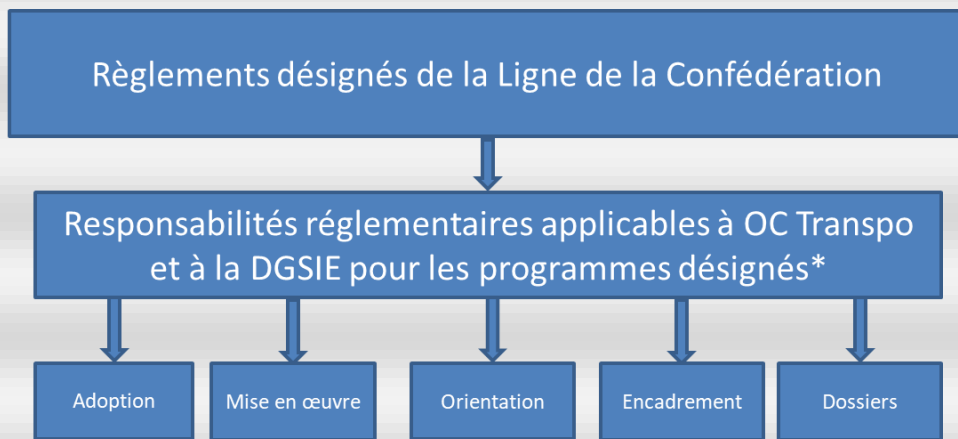 Règlements désignés de la Ligne de la Confédération
Responsabilités réglementaires applicables à OC Transpo
et à la DGSIE pour les programmes désignés*
Adoption
Mise en œuvre
Orientation
Encadrement
Dossiers